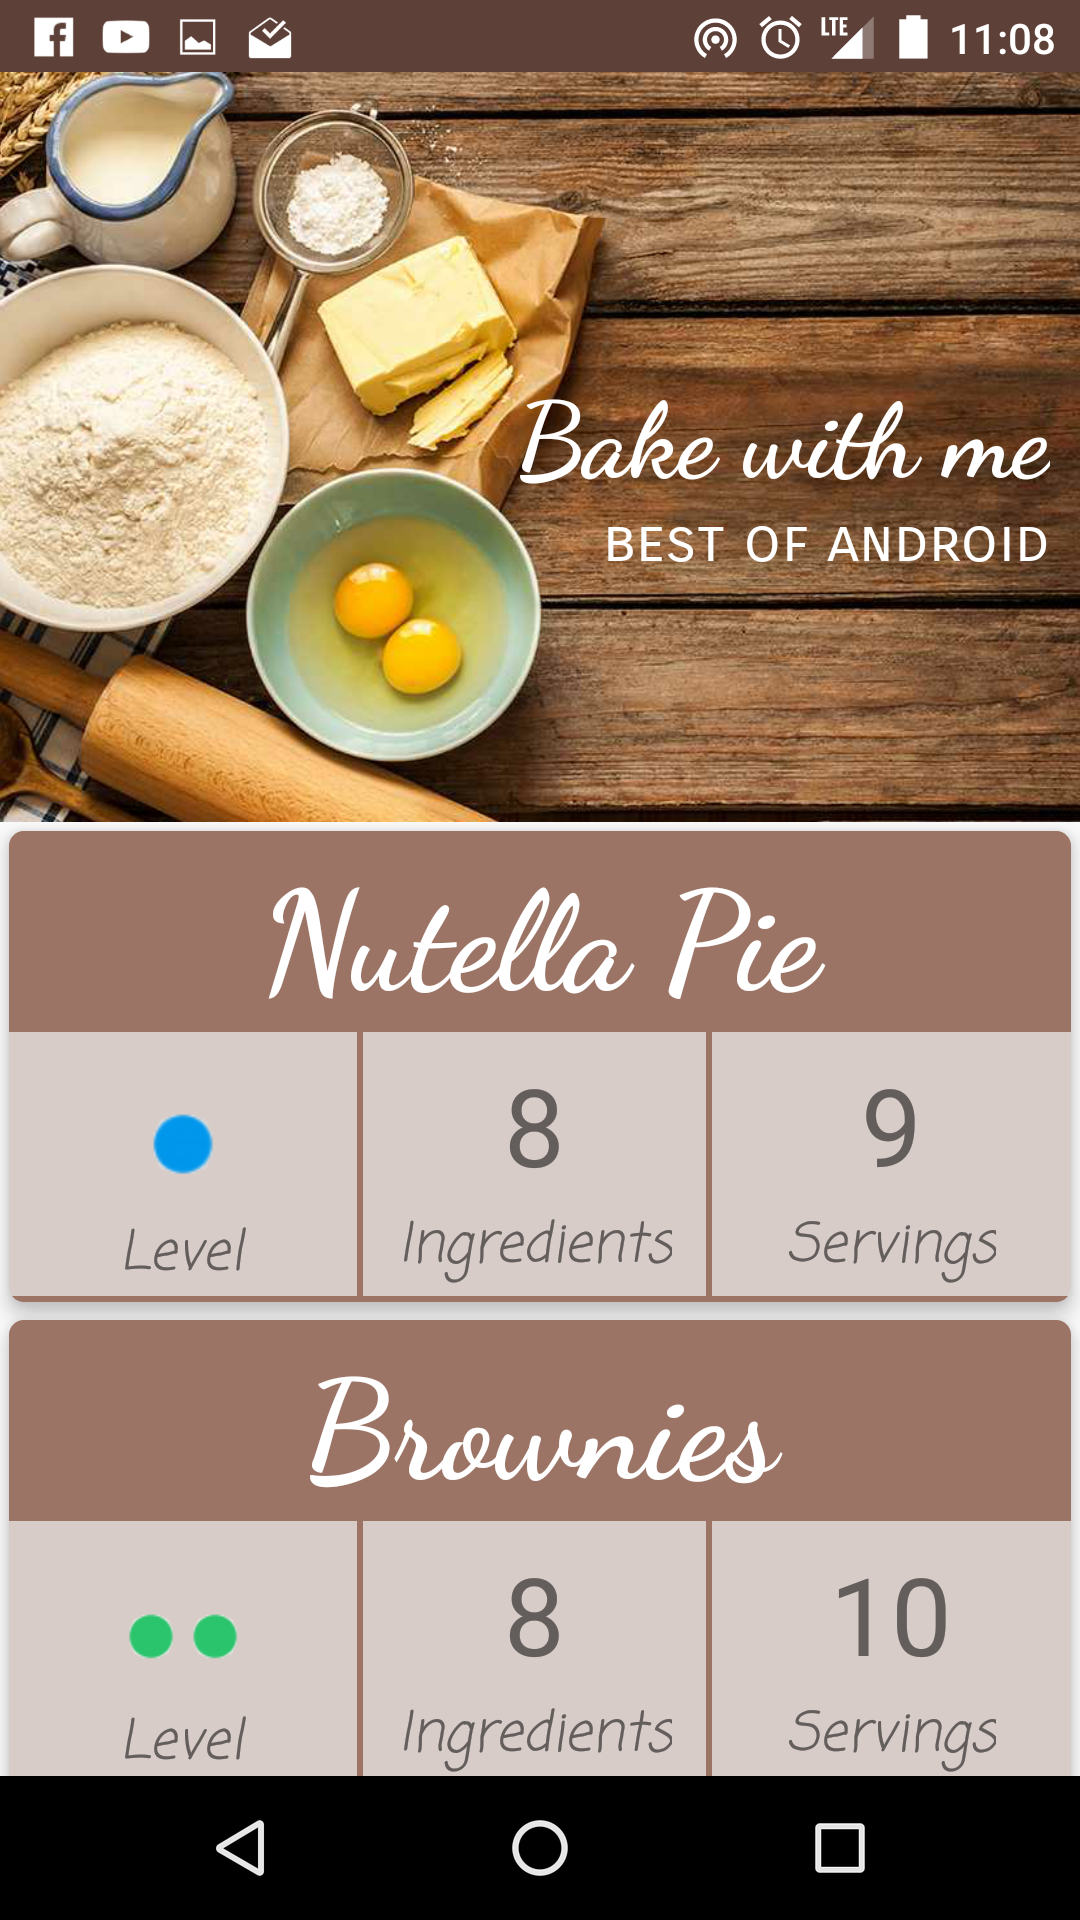 LTE 11:08
Bake with me
BEST OF ANDROID
Nutella Pie
8 9
Level Ingredients Servings
Brownies
8 10
Level Ingredients Servings